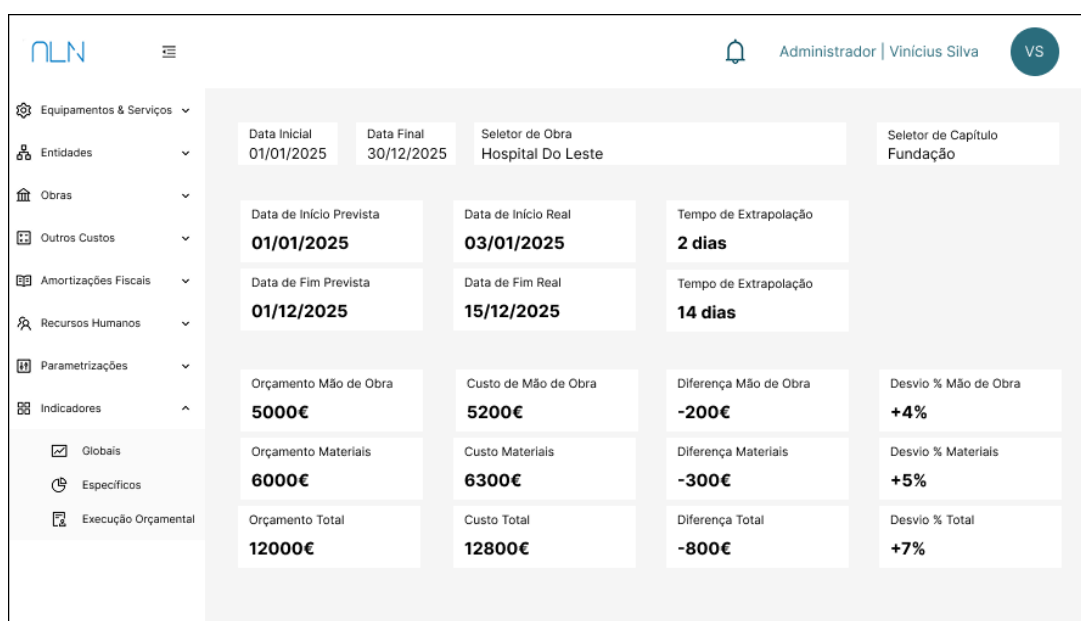 NLN
Administrador | Vinícius Silva
VS
Equipamentos & Serviços
Entidades
Obras
Outros Custos
Amortizações Fiscais
Recursos Humanos
Parametrizações
Indicadores
Globais
Específicos
Execução Orçamental
Data Inicial
01/01/2025
Data Final
30/12/2025
Seletor de Obra
Hospital Do Leste
Seletor de Capítulo
Fundação
Data de Início Prevista
01/01/2025
Data de Início Real
03/01/2025
Tempo de Extrapolação
2 dias
Data de Fim Prevista
01/12/2025
Data de Fim Real
15/12/2025
Tempo de Extrapolação
14 dias
Orçamento Mão de Obra
5000€
Custo de Mão de Obra
5200€
Diferença Mão de Obra
-200€
Desvio % Mão de Obra
+4%
Orçamento Materiais
6000€
Custo Materiais
6300€
Diferença Materiais
-300€
Desvio % Materiais
+5%
Orçamento Total
12000€
Custo Total
12800€
Diferença Total
-800€
Desvio % Total
+7%